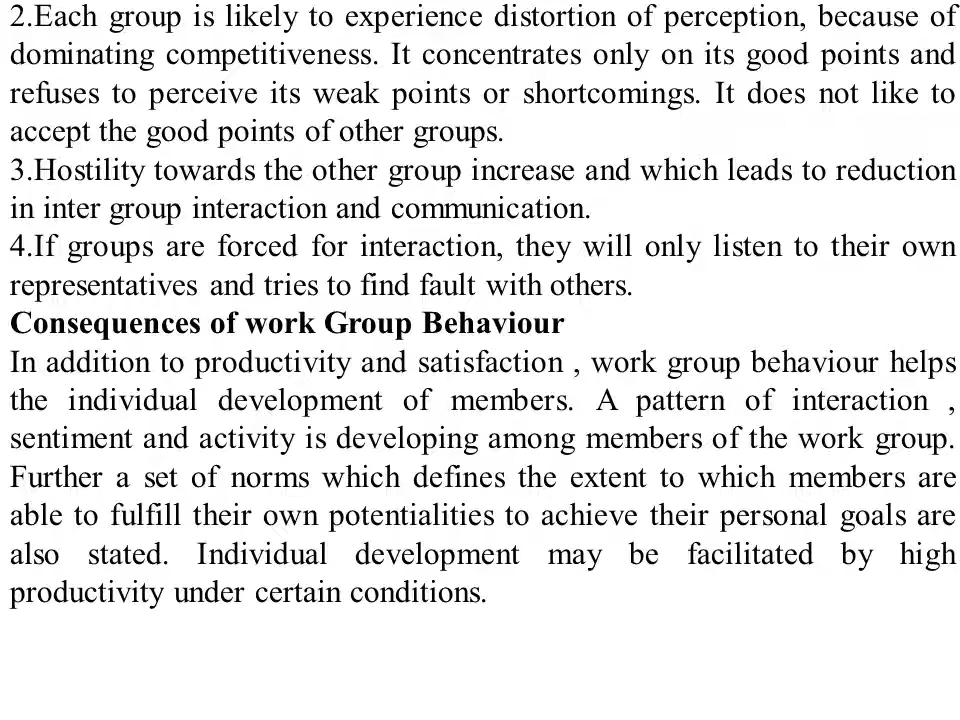 2.Each group is likely to experience distortion of perception, because of
dominating competitiveness. It concentrates only on its good points and
refuses to perceive its weak points or shortcomings. It does not like to
accept the good points of other groups.
3.Hostility towards the other group increase and which leads to reduction
in inter group interaction and communication.
4.If groups are forced for interaction, they will only listen to their own
representatives and tries to find fault with others.
Consequences of work Group Behaviour
In addition to productivity and satisfaction , work group behaviour helps
the individual development of members. A pattern of interaction ,
sentiment and activity is developing among members of the work group.
Further a set of norms which defines the extent to which members are
able to fulfill their own potentialities to achieve their personal goals are
also stated. Individual development may be facilitated by high
productivity under certain conditions.